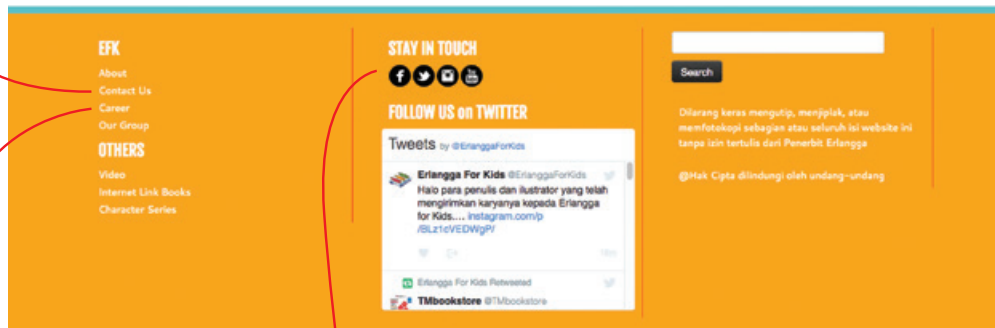 EFK
About
Contact Us
Career
Our Group
OTHERS
Video
Internet Link Books
Character Series
STAY IN TOUCH
FOLLOW US on TWITTER
Tweets by @ErlanggaForKids
Erlangga For Kids @ErlanggaForKids
Halo para penulis dan ilustrator yang telah
mengirimkan karyanya kepada Erlangga
for Kids.... instagram.com/p
/BLz1cVEDWgP/
Erlangga For Kids Retweeted
TMbookstore @TMbookstore
Search
Dilarang keras mengutip, menjiplak, atau
memfotokopi sebagian atau seluruh isi website ini
tanpa izin tertulis dari Penerbit Erlangga
@Hak Cipta dilindungi oleh undang-undang